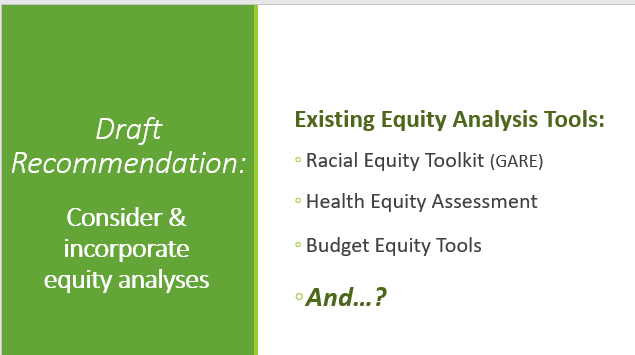 Draft
Recommendation:
Consider &
incorporate
equity analyses
Existing Equity Analysis Tools:
◦ Racial Equity Toolkit (GARE)
◦ Health Equity Assessment
◦ Budget Equity Tools
◦ And...?